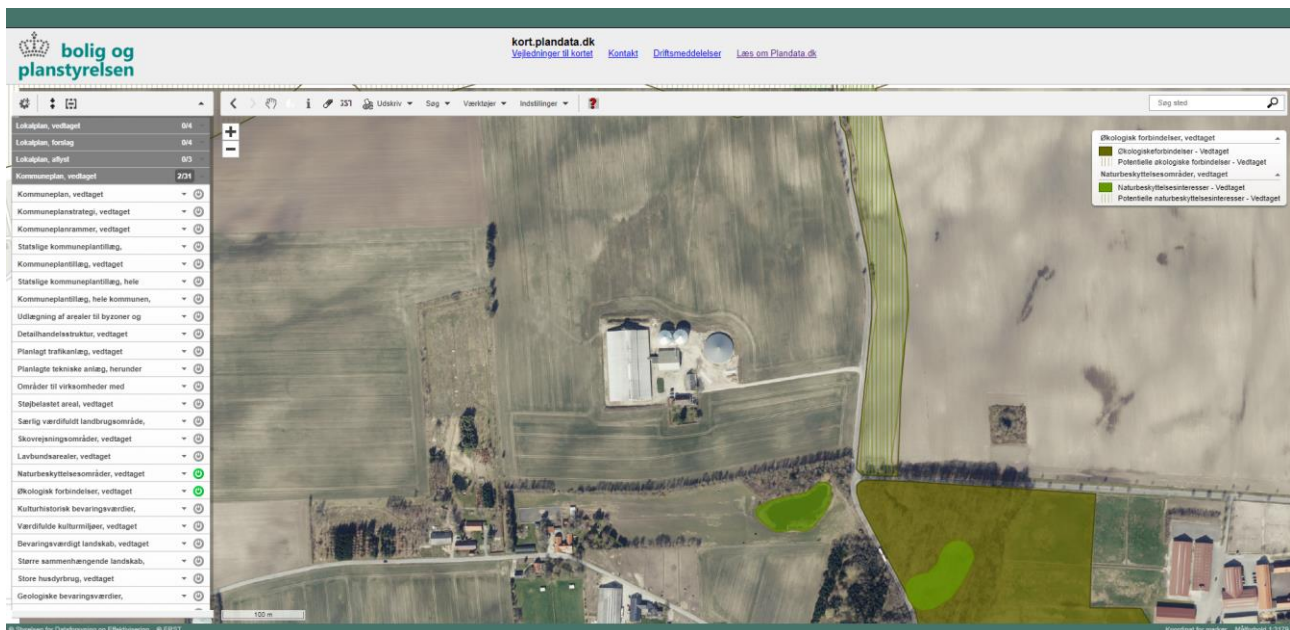 bolig og
planstyrelsen
kort.plandata.dk
Vejledninger til kortet Kontakt Driftsmeddelelser Læs om Plandata.dk
Udskriv Søg Værktøjer Indstillinger ?
Søg sted
Lokalplan, vedtaget 0/4
Lokalplan, forslag 0/4
Lokalplan, aflyst 0/3
Kommuneplan, vedtaget 2/31
Kommuneplan, vedtaget
Kommuneplanstrategi, vedtaget
Kommuneplanrammer, vedtaget
Statslige kommuneplantillæg,
Kommuneplantillæg, vedtaget
Statslige kommuneplantillæg, hele
Kommuneplantillæg, hele kommunen,
Udlægning af arealer til byzoner og
Detailhandelsstruktur, vedtaget
Planlagt trafikanlæg, vedtaget
Planlagte tekniske anlæg, herunder
Områder til virksomheder med
Støjbelastet areal, vedtaget
Særlig værdifuldt landbrugsområde,
Skovrejsningsområder, vedtaget
Lavbundsarealer, vedtaget
Naturbeskyttelsesområder, vedtaget
Økologisk forbindelser, vedtaget
Kulturhistorisk bevaringsværdier,
Værdifulde kulturmiljøer, vedtaget
Bevaringsværdigt landskab, vedtaget
Større sammenhængende landskab,
Store husdyrbrug, vedtaget
Geologiske bevaringsværdier,
+
−
Økologisk forbindelser, vedtaget
Økologiskeforbindelser - Vedtaget
Potentielle økologiske forbindelser - Vedtaget
Naturbeskyttelsesområder, vedtaget
Naturbeskyttelsesinteresser - Vedtaget
Potentielle naturbeskyttelsesinteresser - Vedtaget
100 m